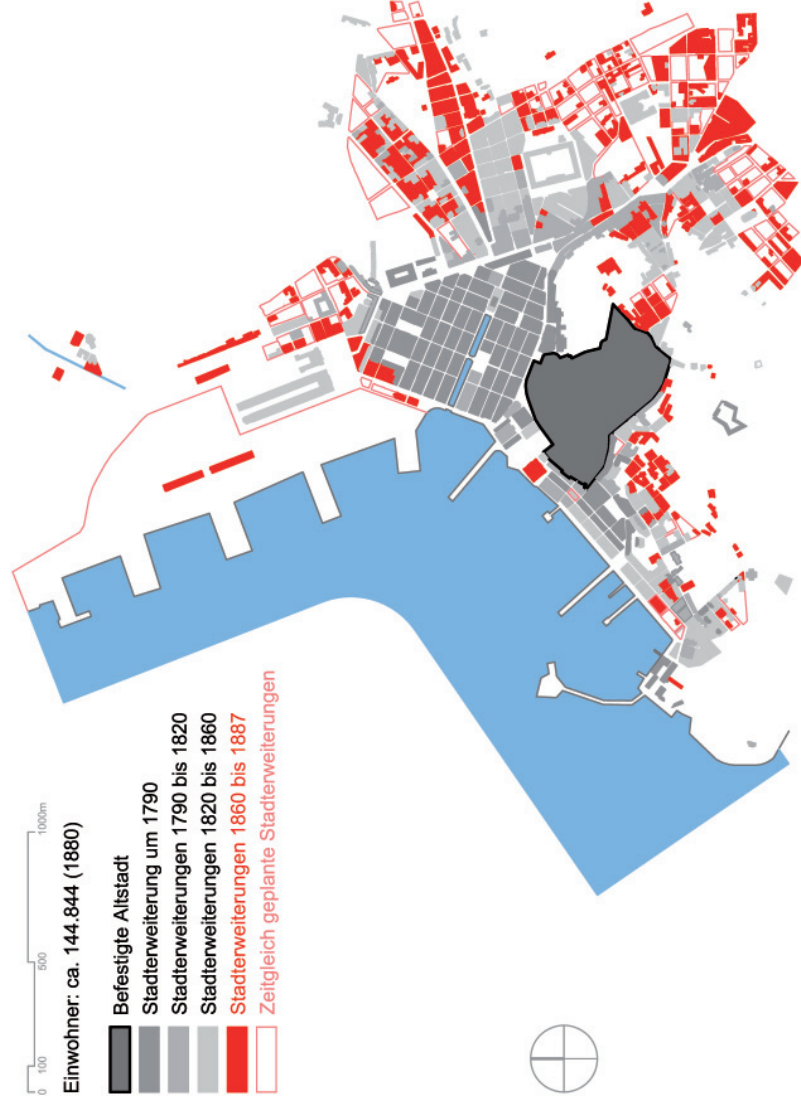 0 100 500 1000m
Einwohner: ca. 144.844 (1880)
Befestigte Altstadt
Stadterweiterung um 1790
Stadterweiterungen 1790 bis 1820
Stadterweiterungen 1820 bis 1860
Stadterweiterungen 1860 bis 1887
Zeitgleich geplante Stadterweiterungen